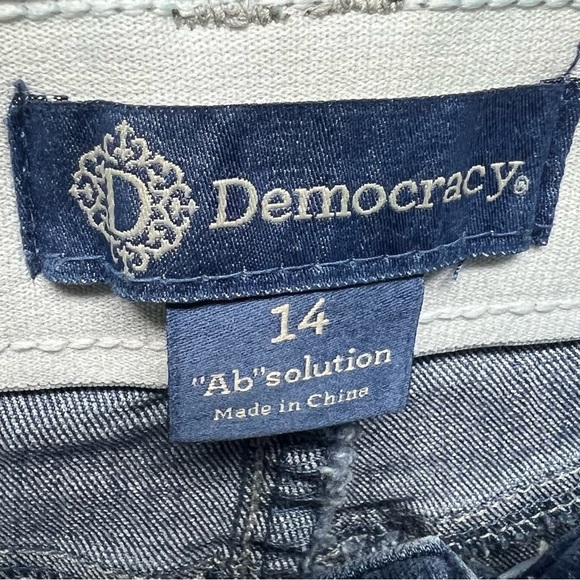 D Democracy®
14
"Ab"solution
Made in China